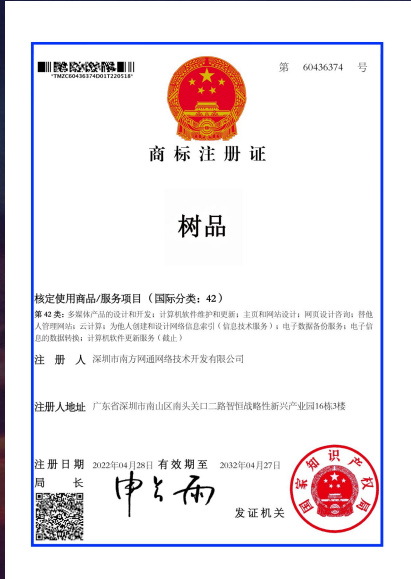 *TMZC60436374D01T220518*
第 60436374 号
商标注册证
树品
核定使用商品/服务项目（国际分类：42）
第 42 类：多媒体产品的设计和开发；计算机软件维护和更新；主页和网站设计；网页设计咨询；替他
人管理网站；云计算；为他人创建和设计网络信息索引（信息技术服务）；电子数据备份服务；电子信
息的数据转换；计算机软件更新服务（截止）
注 册 人 深圳市南方网通网络技术开发有限公司
注册人地址 广东省深圳市南山区南头关口二路智恒战略性新兴产业园16栋3楼
注册日期 2022年04月28日 有效期至 2032年04月27日
局 长 申长雨
发证机关
国家知识产权局